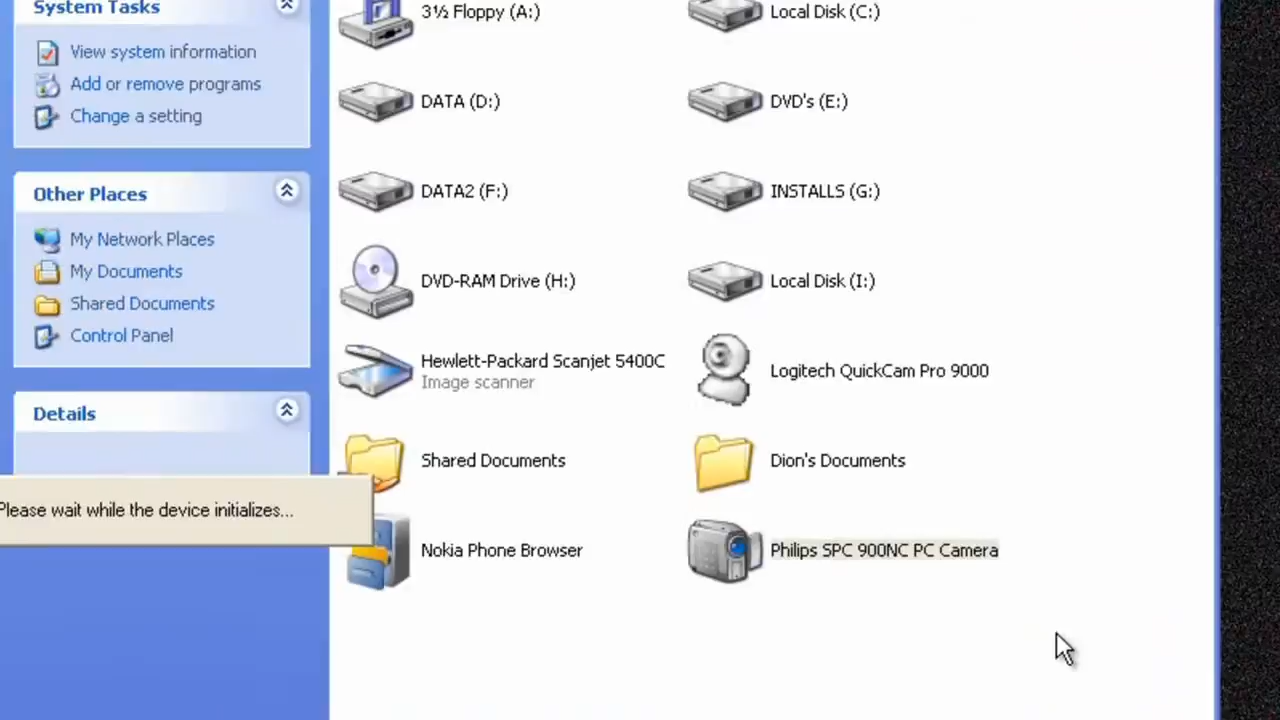 System Tasks
View system information
Add or remove programs
Change a setting
Other Places
My Network Places
My Documents
Shared Documents
Control Panel
Details
Please wait while the device initializes...
3½ Floppy (A:)
Local Disk (C:)
DATA (D:)
DVD's (E:)
DATA2 (F:)
INSTALLS (G:)
DVD-RAM Drive (H:)
Local Disk (I:)
Hewlett-Packard Scanjet 5400C
Image scanner
Logitech QuickCam Pro 9000
Shared Documents
Dion's Documents
Nokia Phone Browser
Philips SPC 900NC PC Camera